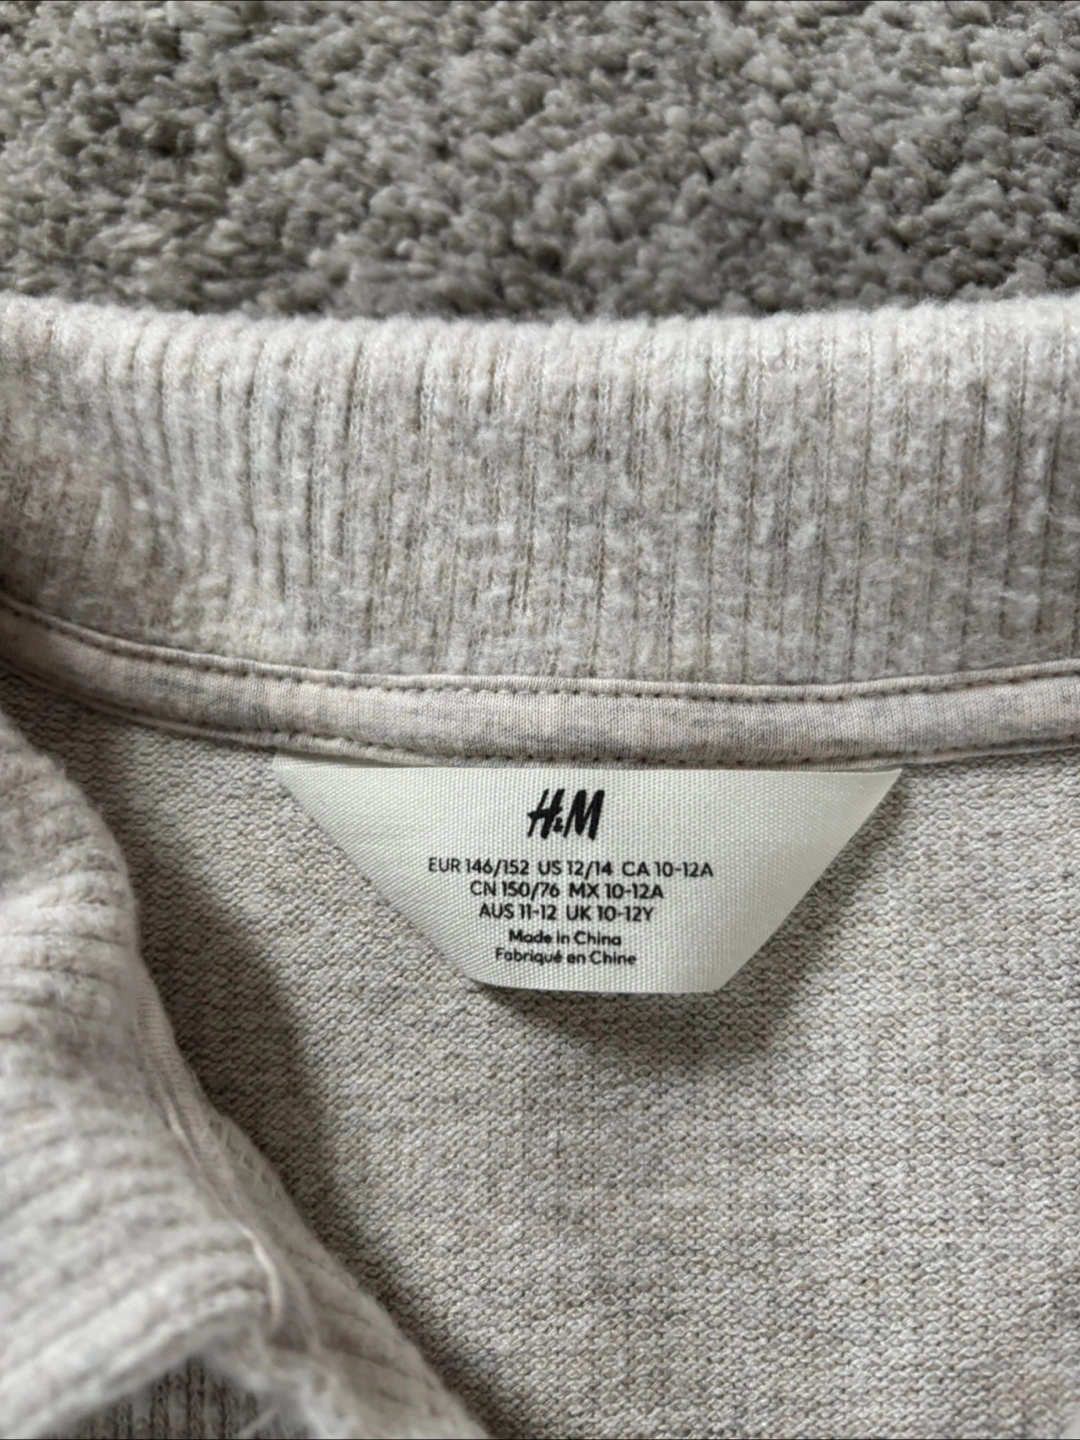 H&M
EUR 146/152 US 12/14 CA 10-12A
CN 150/76 MX 10-12A
AUS 11-12 UK 10-12Y
Made in China
Fabriqué en Chine